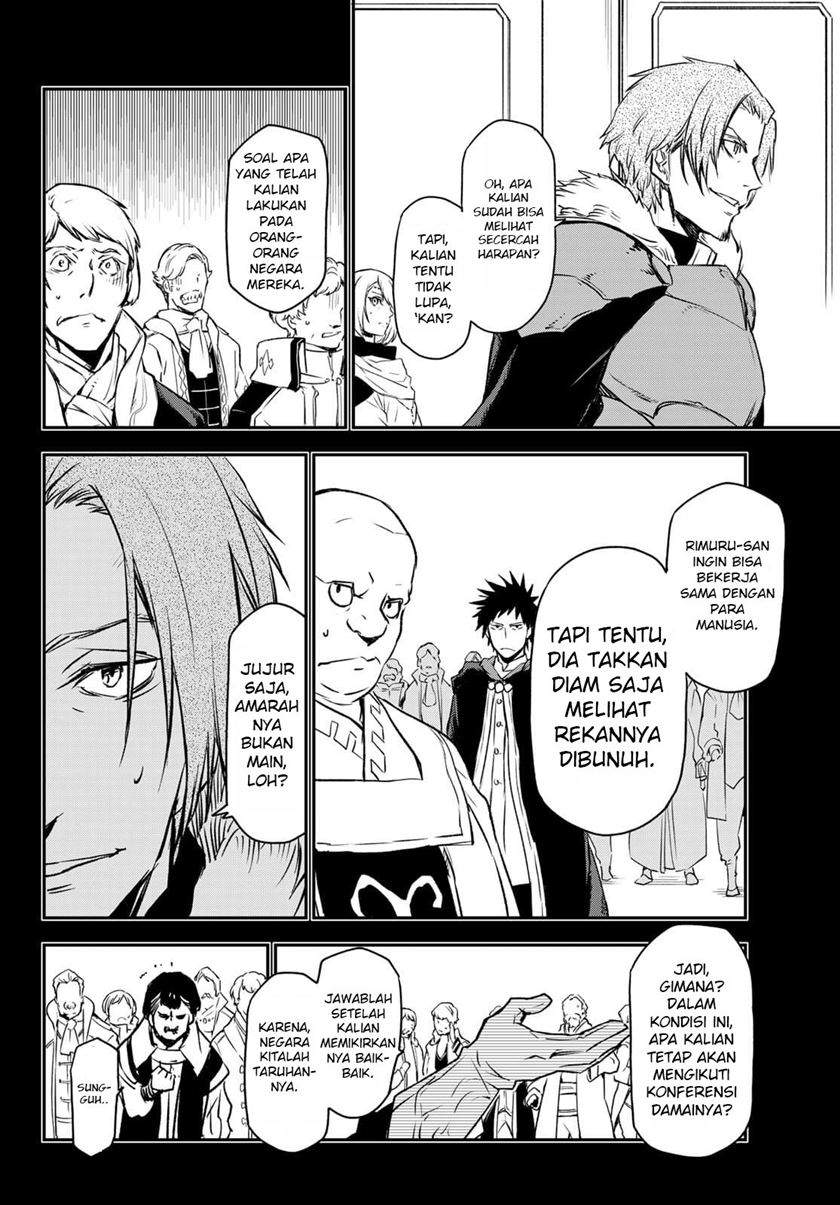 OH, APA
KALIAN
SUDAH BISA
MELIHAT
SECERCAH
HARAPAN?
TAPI,
KALIAN
TENTU
TIDAK
LUPA,
'KAN?
SOAL APA
YANG TELAH
KALIAN
LAKUKAN
PADA
ORANG-
ORANG
NEGARA
MEREKA.
RIMURU-SAN
INGIN BISA
BEKERJA
SAMA DENGAN
PARA
MANUSIA.
TAPI TENTU,
DIA TAKKAN
DIAM SAJA
MELIHAT
REKANNYA
DIBUNUH.
JUJUR
SAJA,
AMARAH
NYA
BUKAN
MAIN,
LOH?
JADI,
GIMANA?
DALAM
KONDISI INI,
APA KALIAN
TETAP AKAN
MENGIKUTI
KONFERENSI
DAMAINYA?
JAWABLAH
SETELAH
KALIAN
MEMIKIRKAN
NYA BAIK-
BAIK.
KARENA,
NEGARA
KITALAH
TARUHAN-
NYA.
SUNG-
GUH..